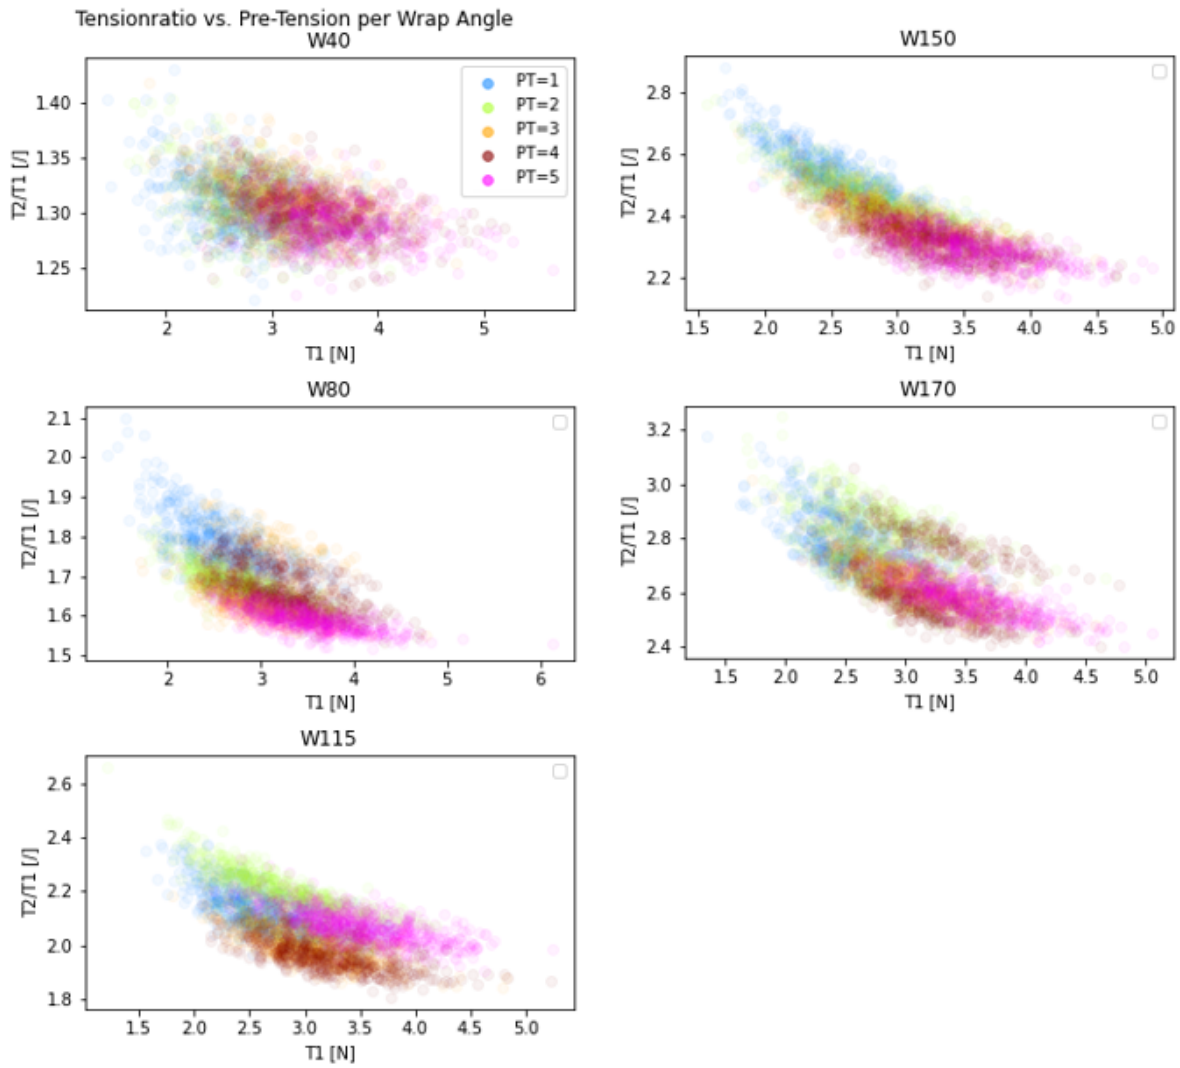 Tensionratio vs. Pre-Tension per Wrap Angle
W40
T2/T1 [/]
1.40
1.35
1.30
1.25
PT=1
PT=2
PT=3
PT=4
PT=5
2 3 4 5
T1 [N]
W150
T2/T1 [/]
2.8
2.6
2.4
2.2
1.5 2.0 2.5 3.0 3.5 4.0 4.5 5.0
T1 [N]
W80
T2/T1 [/]
2.1
2.0
1.9
1.8
1.7
1.6
1.5
2 3 4 5 6
T1 [N]
W170
T2/T1 [/]
3.2
3.0
2.8
2.6
2.4
1.5 2.0 2.5 3.0 3.5 4.0 4.5 5.0
T1 [N]
W115
T2/T1 [/]
2.6
2.4
2.2
2.0
1.8
1.5 2.0 2.5 3.0 3.5 4.0 4.5 5.0
T1 [N]